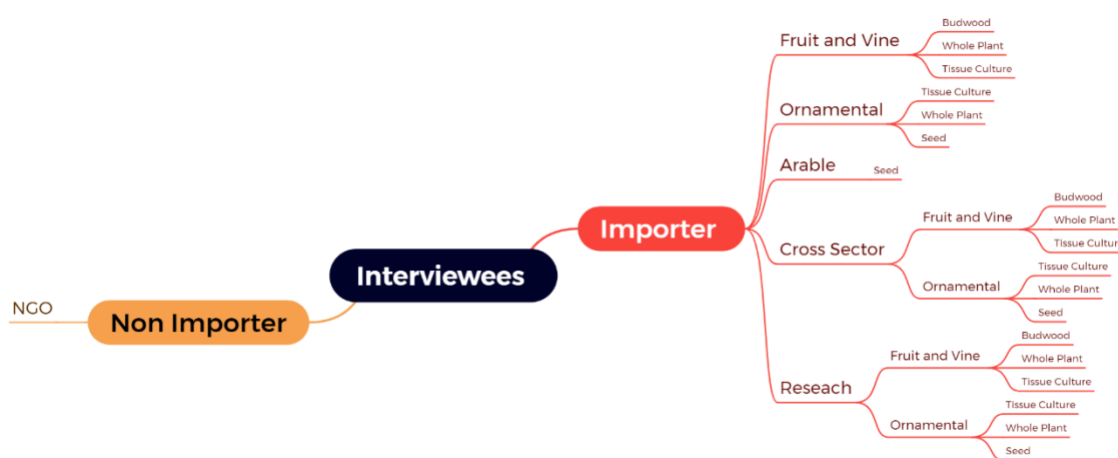 Interviewees
Non Importer
NGO
Importer
Fruit and Vine
Budwood
Whole Plant
Tissue Culture
Ornamental
Tissue Culture
Whole Plant
Seed
Arable
Seed
Cross Sector
Fruit and Vine
Budwood
Whole Plant
Tissue Cultur
Ornamental
Tissue Culture
Whole Plant
Seed
Reseach
Fruit and Vine
Budwood
Whole Plant
Tissue Culture
Ornamental
Tissue Culture
Whole Plant
Seed